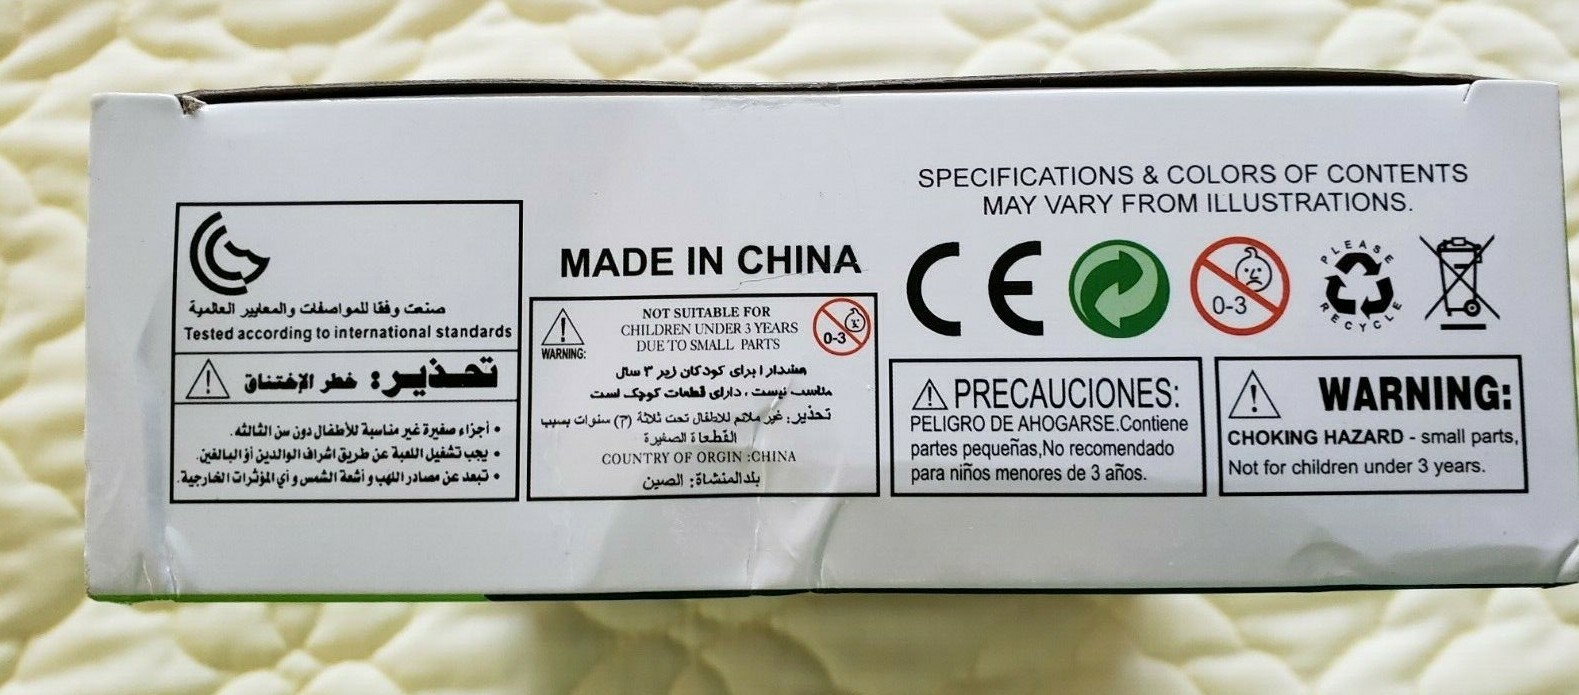 صنعت وفقا للمواصفات والمعايير العالمية
Tested according to international standards
تحذير: خطر الإختناق
• أجزاء صغيرة غير مناسبة للأطفال دون سن الثالثه.
• يجب تشغيل اللعبة عن طريق اشراف الوالدين أو البالغين.
• تبعد عن مصادر اللهب و أشعة الشمس و أي المؤثرات الخارجية.
MADE IN CHINA
WARNING:
NOT SUITABLE FOR
CHILDREN UNDER 3 YEARS
DUE TO SMALL PARTS
0-3
هشدار ! برای کودکان زیر ۳ سال
مناسب نیست ، دارای قطعات کوچک است
تحذير: غير ملائم للاطفال تحت ثلاثة (٣) سنوات بسبب
القطعاة الصغيرة
COUNTRY OF ORGIN :CHINA
بلد المنشاة: الصين
SPECIFICATIONS & COLORS OF CONTENTS
MAY VARY FROM ILLUSTRATIONS.
CE
0-3
PLEASE
RECYCLE
PRECAUCIONES:
PELIGRO DE AHOGARSE.Contiene
partes pequeñas,No recomendado
para niños menores de 3 años.
WARNING:
CHOKING HAZARD - small parts,
Not for children under 3 years.